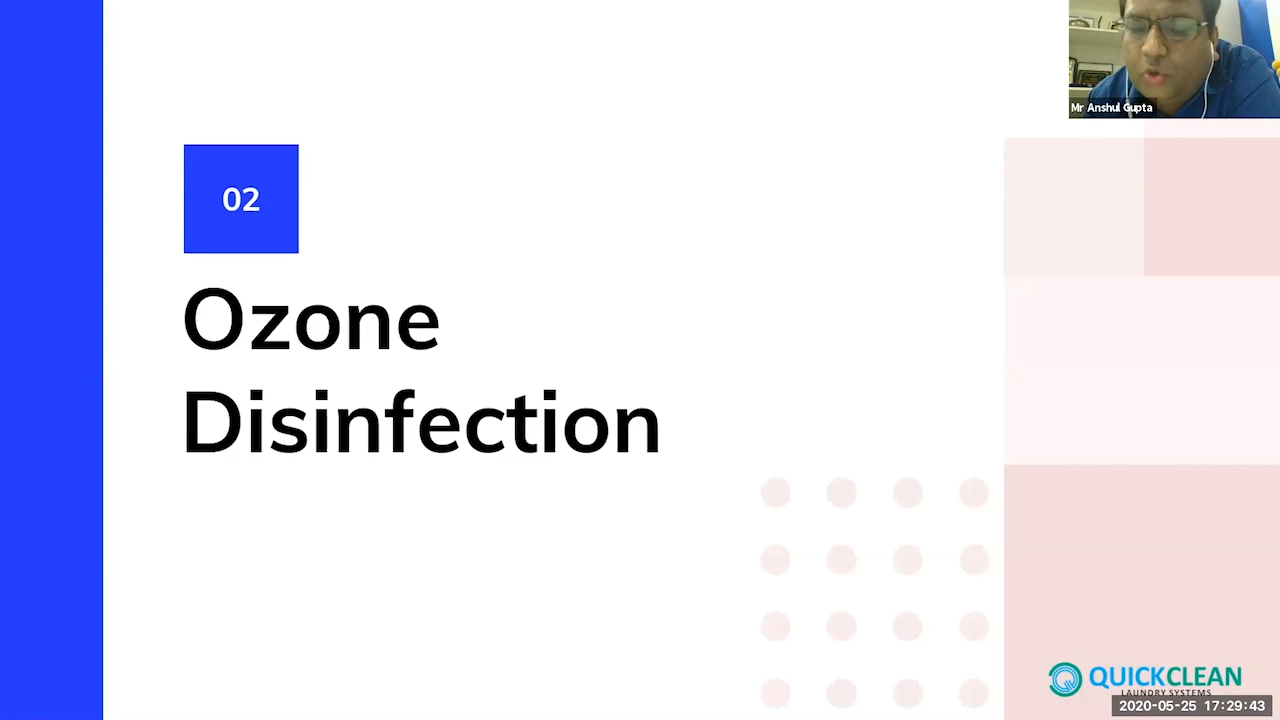 Mr Anshul Gupta
02
Ozone
Disinfection
QUICKCLEAN
LAUNDRY SYSTEMS
2020-05-25 17:29:43